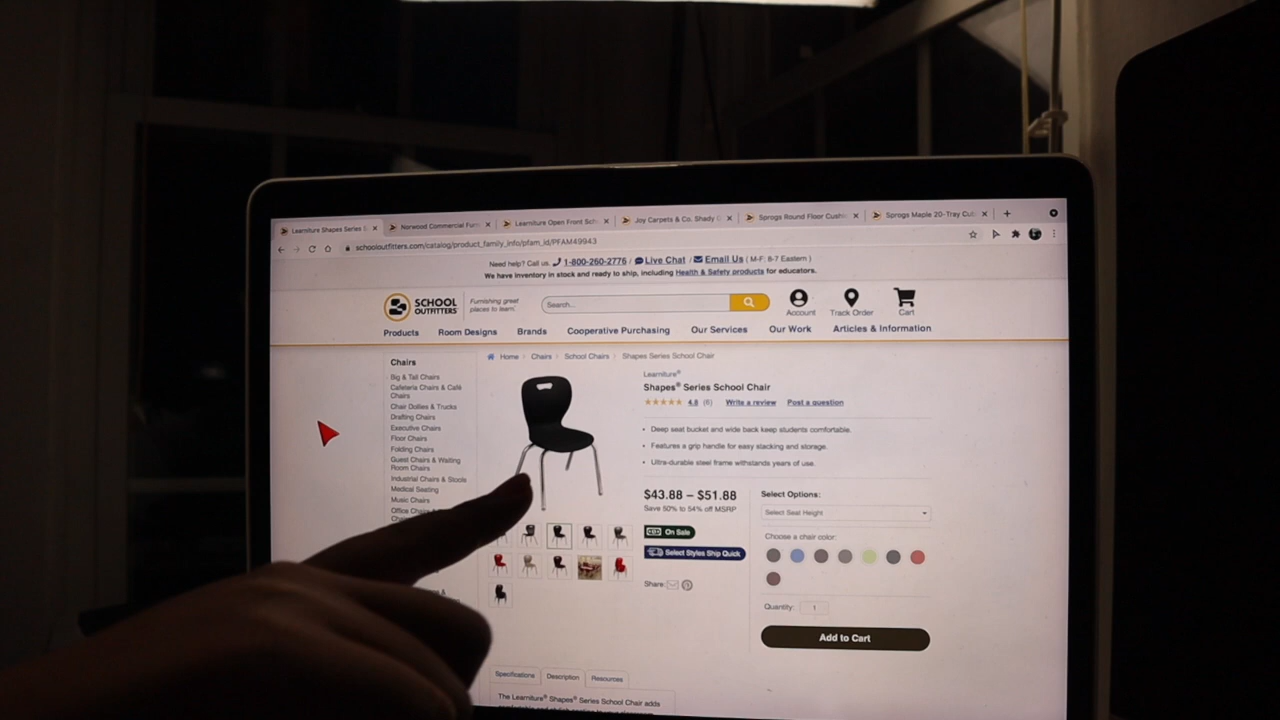 Learniture Shapes Series S
Norwood Commercial Furn
Learniture Open Front Sch
Joy Carpets & Co. Shady G
Sprogs Round Floor Cushi
Sprogs Maple 20-Tray Cub
schooloutfitters.com/catalog/product_family_info/pfam_id/PFAM49943
Need help? Call us. 1-800-260-2776 / Live Chat / Email Us ( M-F: 8-7 Eastern )
We have inventory in stock and ready to ship, including Health & Safety products for educators.
SCHOOL
OUTFITTERS
Furnishing great
places to learn
Search...
Account
Track Order
Cart
Products Room Designs Brands Cooperative Purchasing Our Services Our Work Articles & Information
Chairs
Big & Tall Chairs
Cafeteria Chairs & Café
Chairs
Chair Dollies & Trucks
Drafting Chairs
Executive Chairs
Floor Chairs
Folding Chairs
Guest Chairs & Waiting
Room Chairs
Industrial Chairs & Stools
Medical Seating
Music Chairs
Office Chairs
Home Chairs School Chairs Shapes Series School Chair
Learniture®
Shapes® Series School Chair
4.8 (6) Write a review Post a question
• Deep seat bucket and wide back keep students comfortable.
• Features a grip handle for easy stacking and storage.
• Ultra-durable steel frame withstands years of use.
$43.88 – $51.88
Save 50% to 54% off MSRP
On Sale
Select Styles Ship Quick
Share:
Select Options:
Select Seat Height
Choose a chair color:
Quantity: 1
Add to Cart
Specifications Description Resources
The Learniture® Shapes® Series School Chair adds